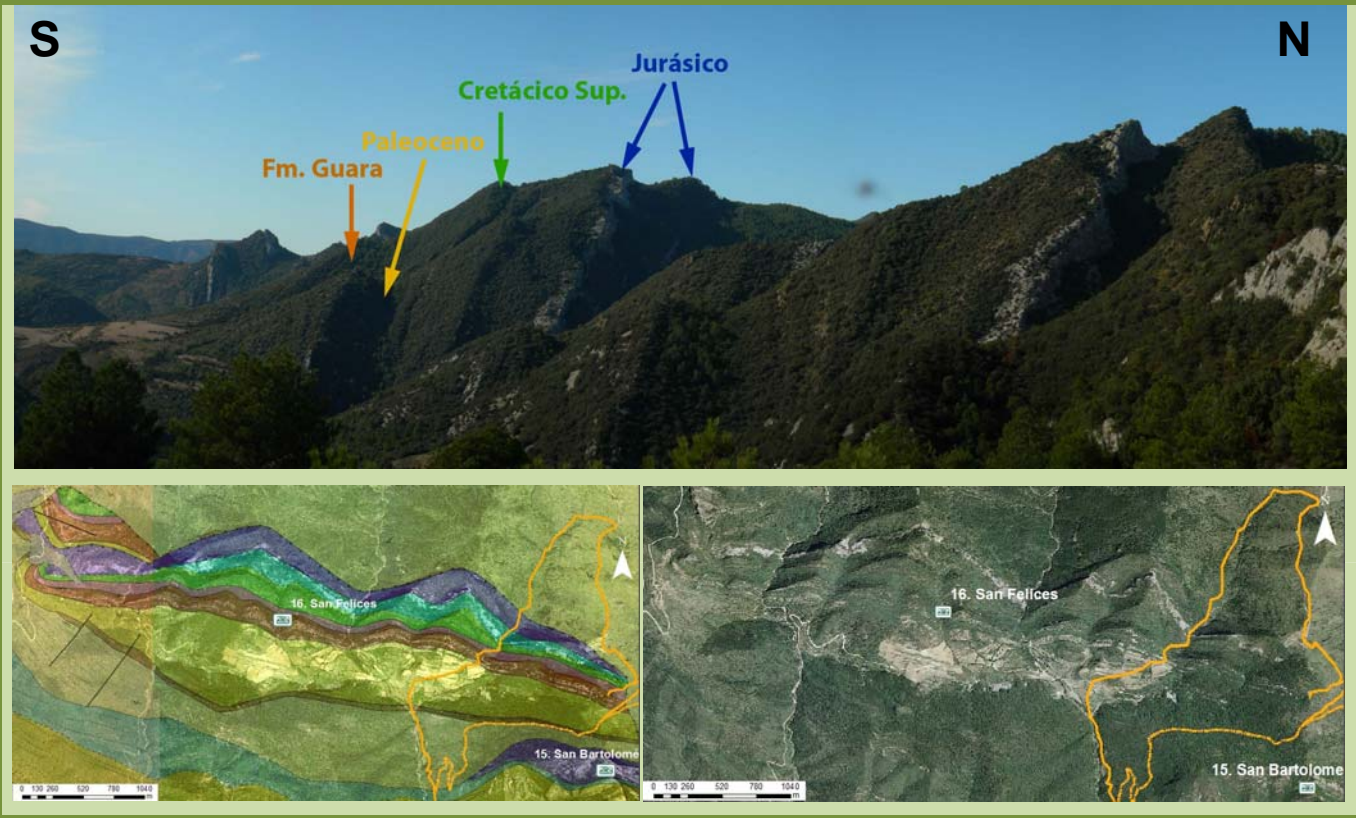 S
N
Jurásico
Cretácico Sup.
Paleoceno
Fm. Guara
16. San Felices
15. San Bartolome
0 130 260 520 780 1040
m
16. San Felices
15. San Bartolome
0 130 260 520 780 1040
m